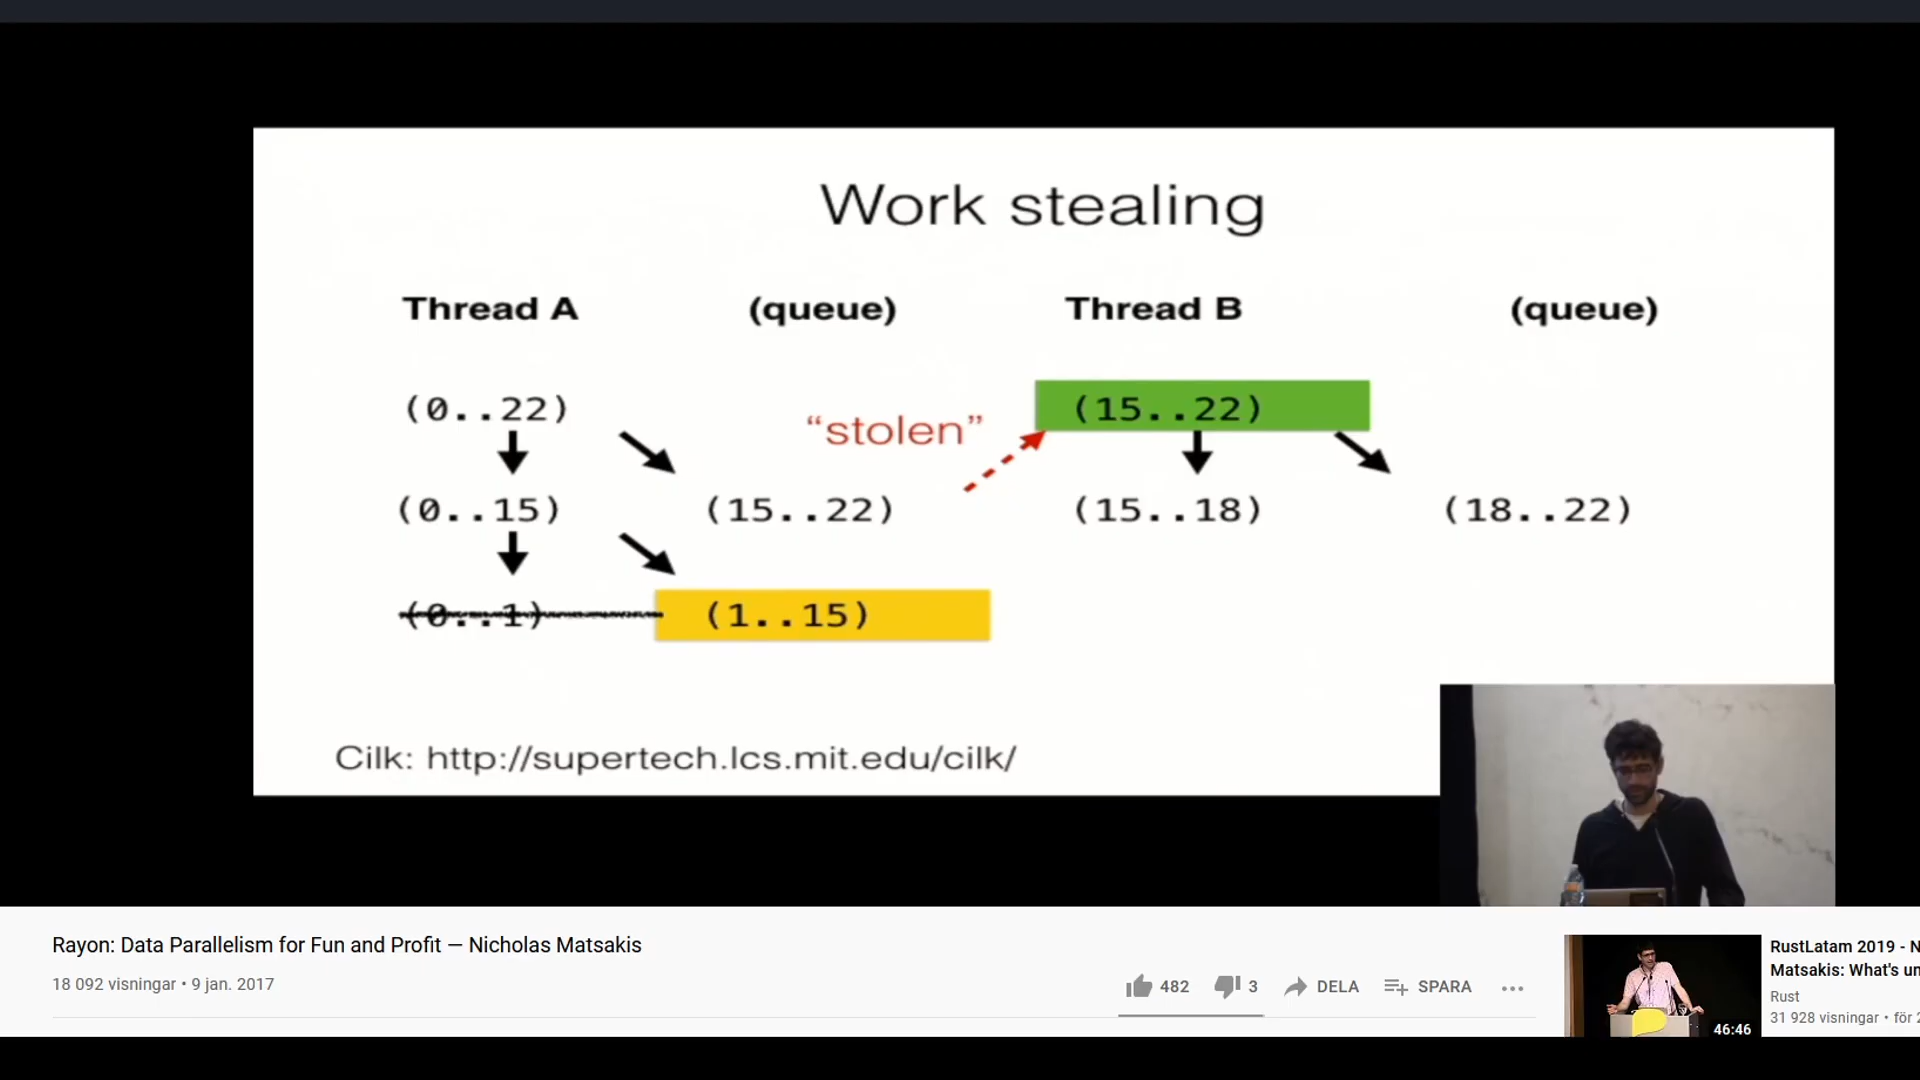 Work stealing
Thread A (queue) Thread B (queue)
(0..22) "stolen" (15..22)
(0..15) (15..22) (15..18) (18..22)
(0..1) (1..15)
Cilk: http://supertech.lcs.mit.edu/cilk/
Rayon: Data Parallelism for Fun and Profit — Nicholas Matsakis
18 092 visningar • 9 jan. 2017
482 3 DELA SPARA
46:46
RustLatam 2019 - N
Matsakis: What's un
Rust
31 928 visningar • för 2